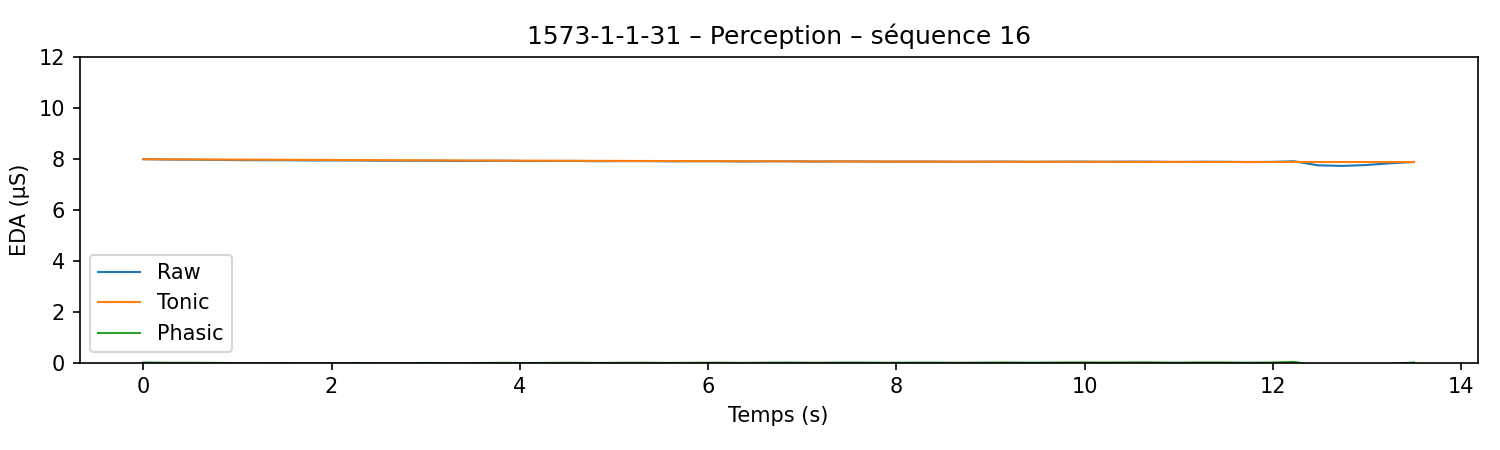 1573-1-1-31 – Perception – séquence 16
EDA (µS)
12
10
8
6
4
2
0
Raw
Tonic
Phasic
0 2 4 6 8 10 12 14
Temps (s)